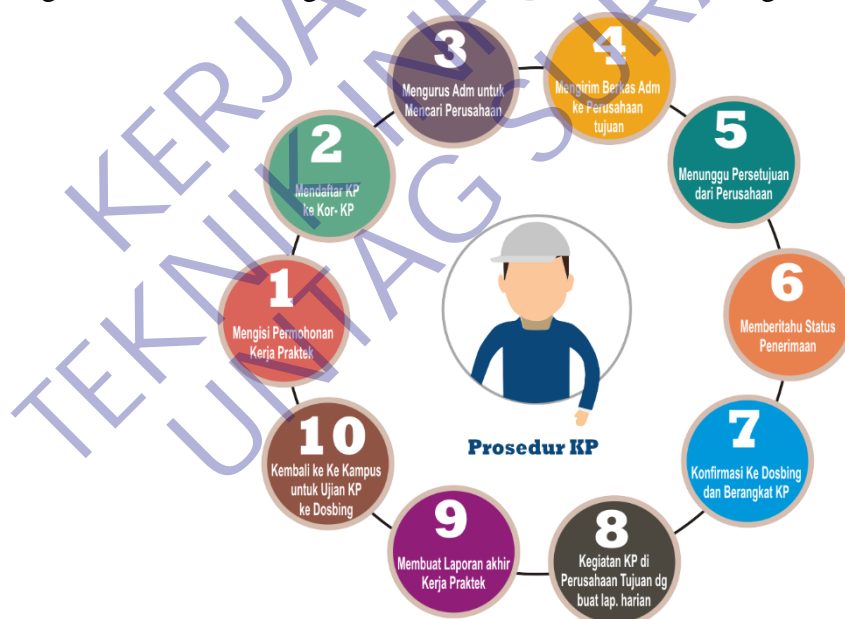 3
Mengurus Adm untuk
Mencari Perusahaan
4
Mengirim Berkas Adm
ke Perusahaan
tujuan
2
Mendaftar KP
ke Kor- KP
5
Menunggu Persetujuan
dari Perusahaan
1
Mengisi Permohonan
Kerja Praktek
6
Memberitahu Status
Penerimaan
Prosedur KP
10
Kembali ke Ke Kampus
untuk Ujian KP
ke Dosbing
7
Konfirmasi Ke Dosbing
dan Berangkat KP
9
Membuat Laporan akhir
Kerja Praktek
8
Kegiatan KP di
Perusahaan Tujuan dg
buat lap. harian
KERJA
TEKNIK
UNTAG